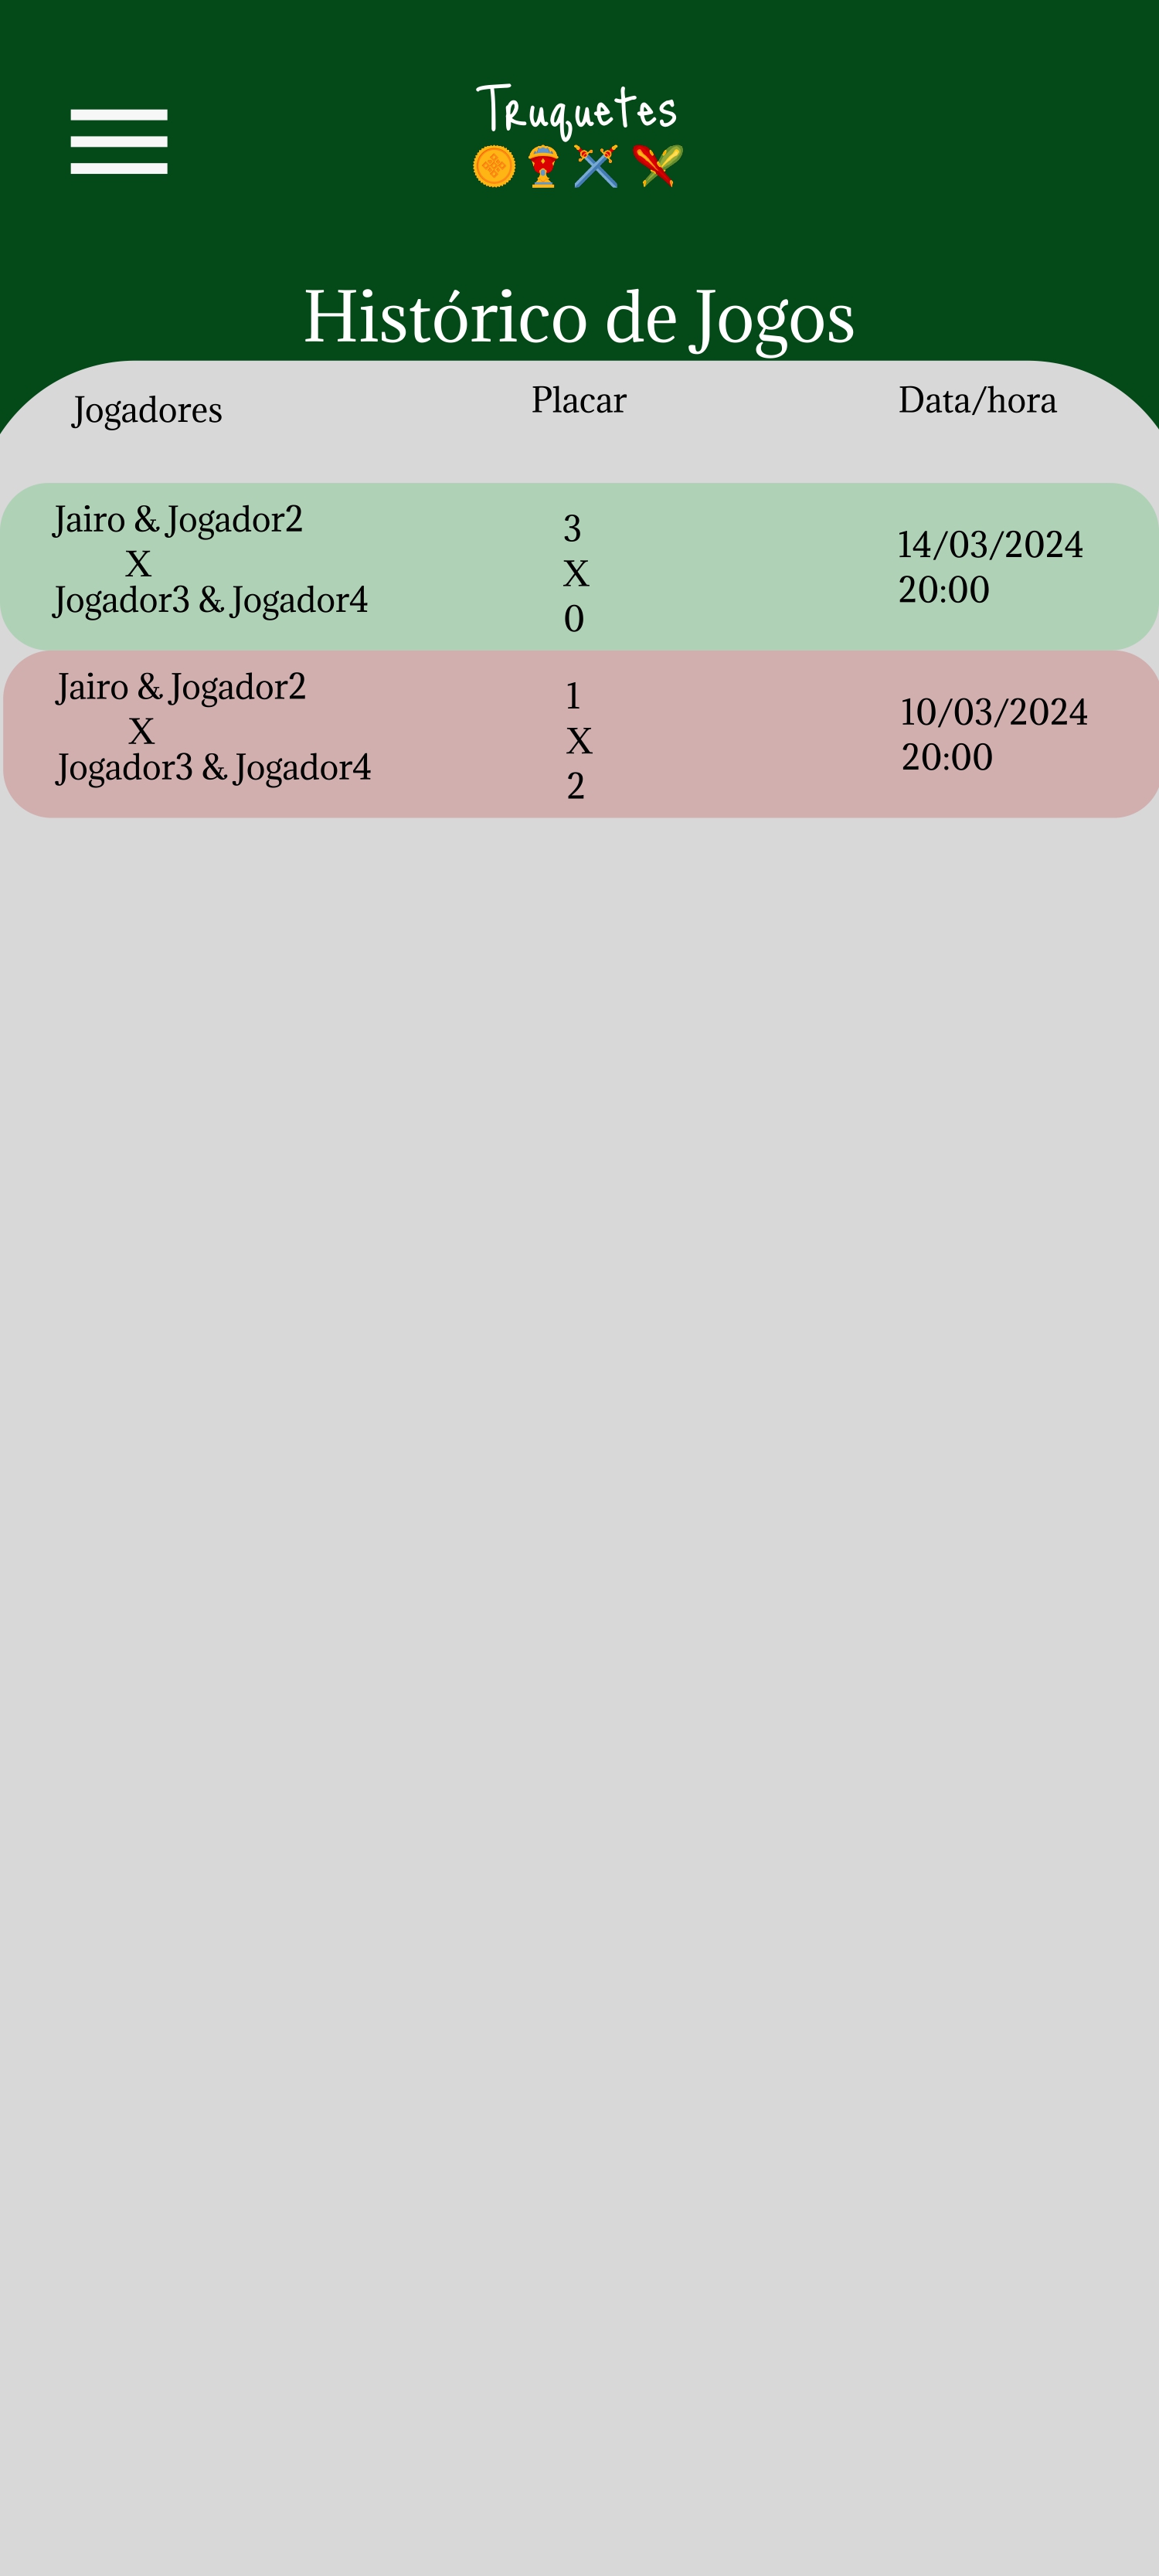 Truquetes
Histórico de Jogos
Jogadores Placar Data/hora
Jairo & Jogador2
X
Jogador3 & Jogador4
3
X
0
14/03/2024
20:00
Jairo & Jogador2
X
Jogador3 & Jogador4
1
X
2
10/03/2024
20:00